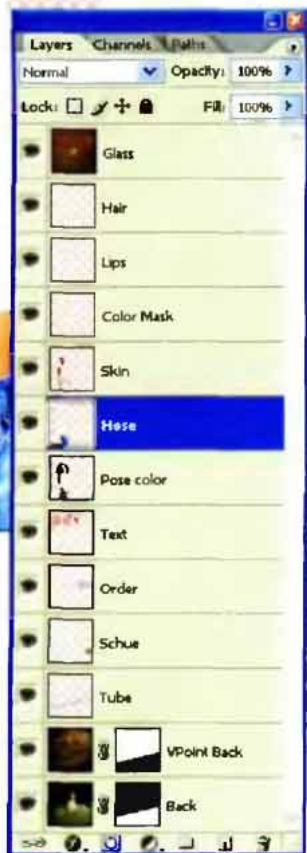 Layers Channels Paths
Normal Opacity: 100%
Lock: Fill: 100%
Glass
Hair
Lips
Color Mask
Skin
Hose
Pose color
Text
Order
Schue
Tube
VPoint Back
Back